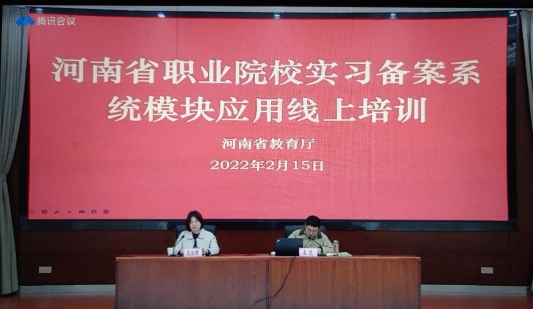 腾讯会议
河南省职业院校实习备案系
统模块应用线上培训
河南省教育厅
2022年2月15日